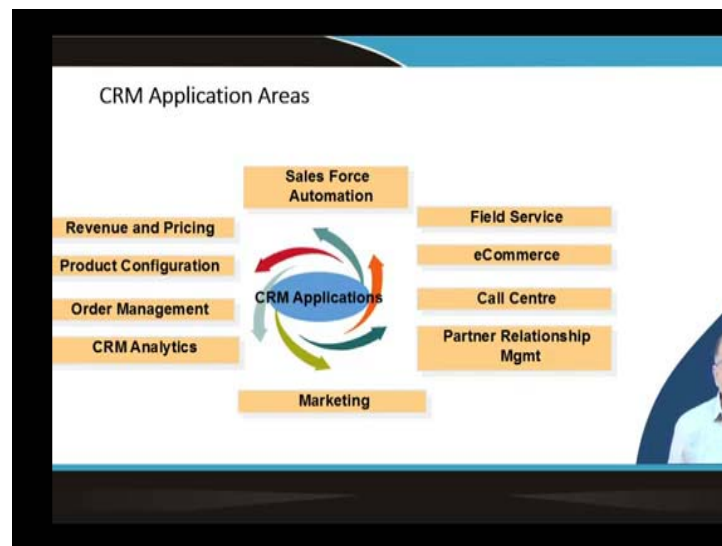 CRM Application Areas
Sales Force
Automation
Revenue and Pricing
Product Configuration
Order Management
CRM Analytics
CRM Applications
Field Service
eCommerce
Call Centre
Partner Relationship
Mgmt
Marketing